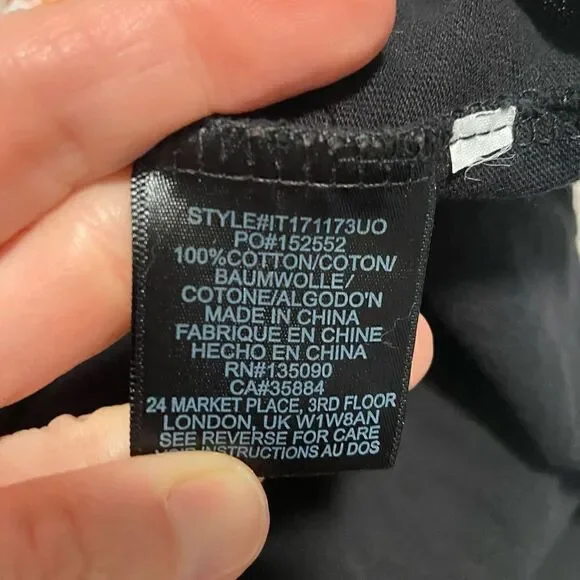 STYLE#IT171173UO
PO#152552
100%COTTON/COTON/
BAUMWOLLE/
COTONE/ALGODO'N
MADE IN CHINA
FABRIQUE EN CHINE
HECHO EN CHINA
RN#135090
CA#35884
24 MARKET PLACE, 3RD FLOOR
LONDON, UK W1W8AN
SEE REVERSE FOR CARE
VOIR INSTRUCTIONS AU DOS